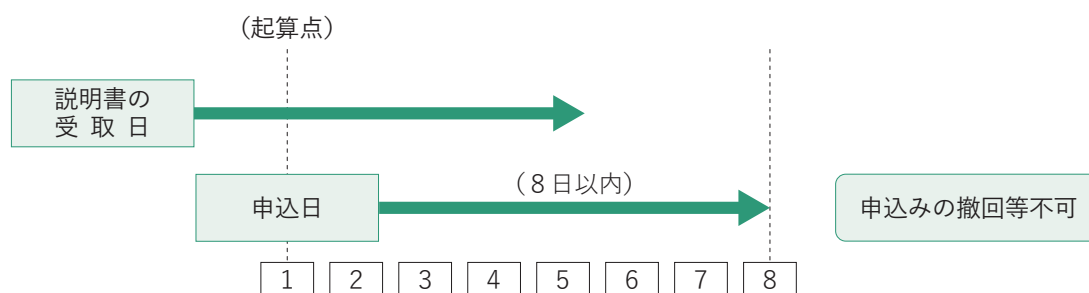 (起算点)
説明書の
受取日
(8日以内)
申込日
申込みの撤回等不可
1 2 3 4 5 6 7 8